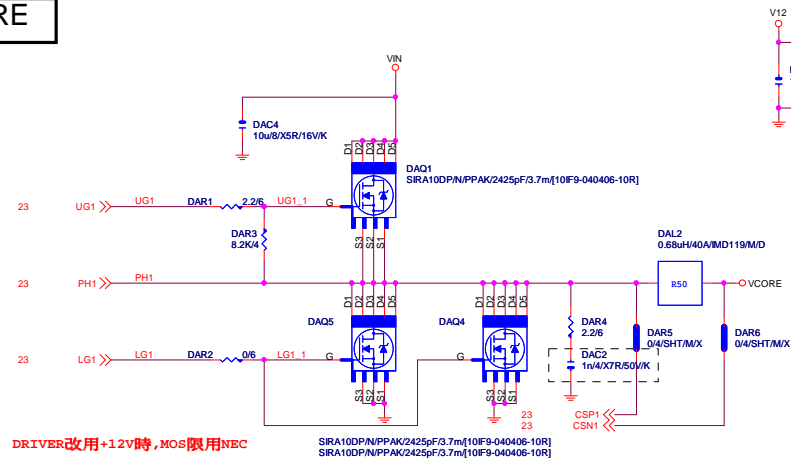 RE
V12
VIN
DAC4
10u/8/X5R/16V/K
D1 D2 D3 D4 D5
DAQ1
SIRA10DP/N/PPAK/2425pF/3.7m/[10IF9-040406-10R]
23 UG1 UG1 DAR1 2.2/6 UG1_1 G
DAR3
8.2K/4
S3 S2 S1
DAL2
0.68uH/40A/IMD119/M/D
23 PH1 PH1
R50
VCORE
D1 D2 D3 D4 D5
D1 D2 D3 D4 D5
DAQ5
DAQ4
DAR4
2.2/6
DAR5
0/4/SHT/M/X
DAR6
0/4/SHT/M/X
23 LG1 LG1 DAR2 0/6 LG1_1 G
G
DAC2
1n/4/X7R/50V/K
S3 S2 S1
S3 S2 S1
23 CSP1
23 CSN1
DRIVER改用+12V時,MOS限用NEC
SIRA10DP/N/PPAK/2425pF/3.7m/[10IF9-040406-10R]
SIRA10DP/N/PPAK/2425pF/3.7m/[10IF9-040406-10R]